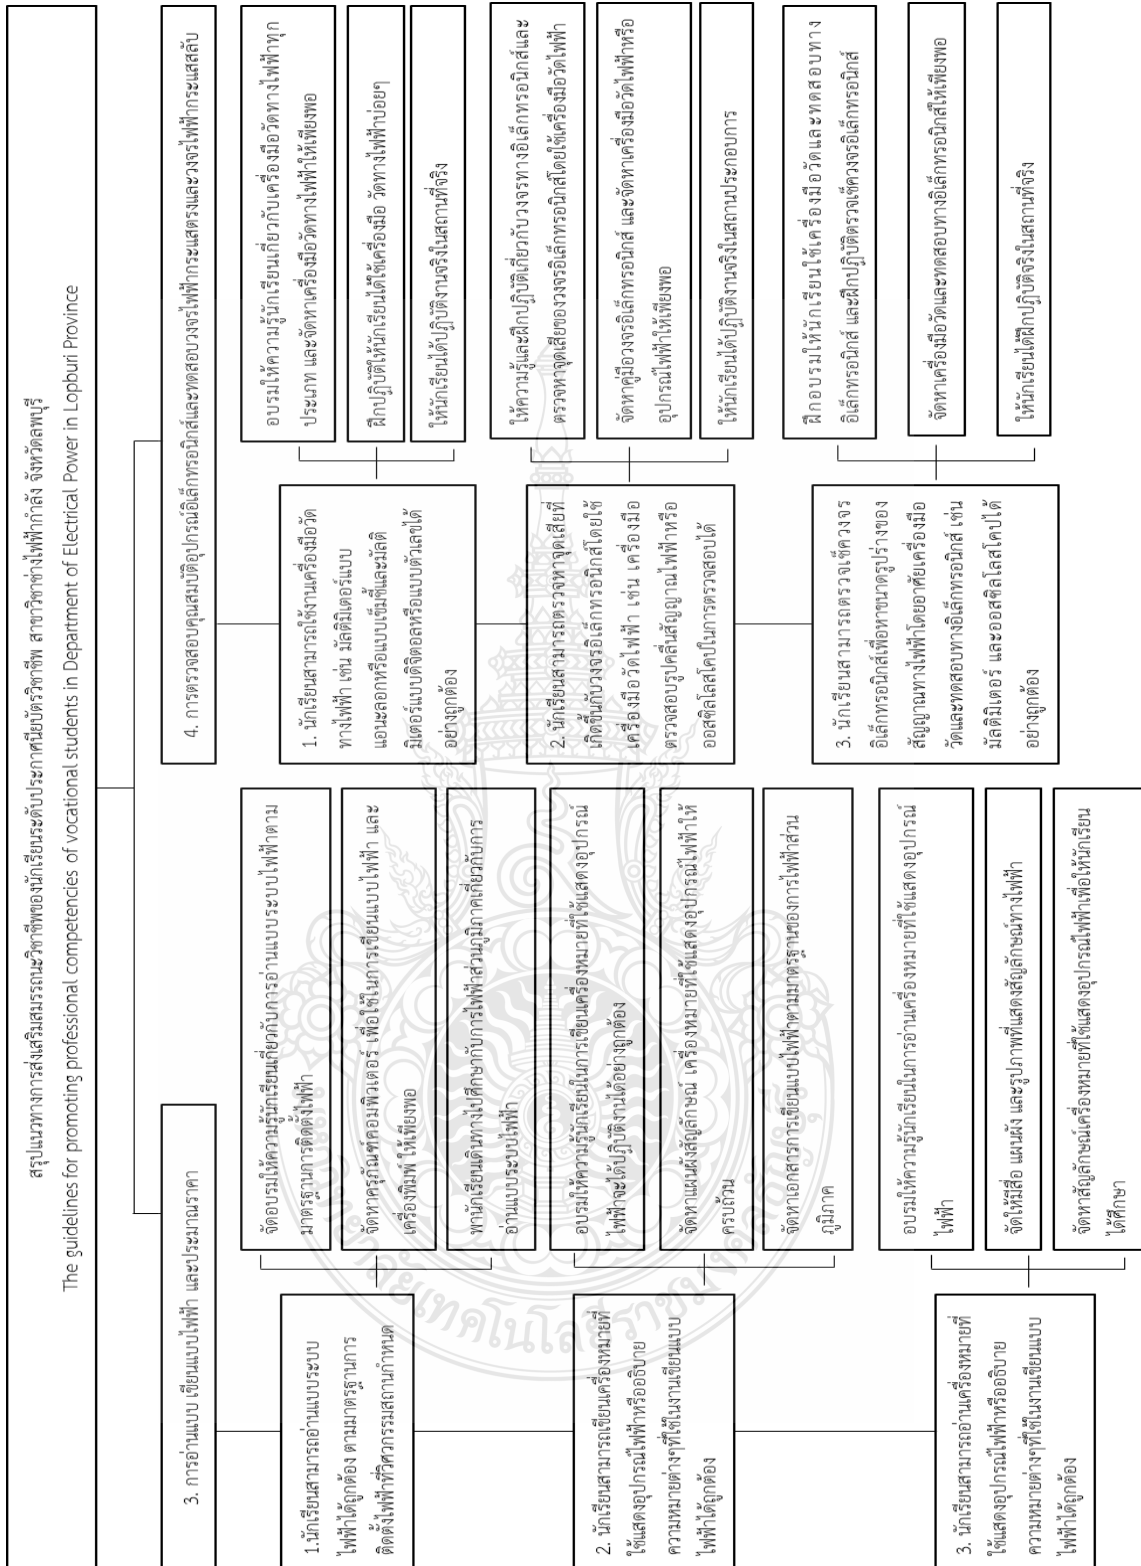 สรุปแนวทางการส่งเสริมสมรรถนะวิชาชีพของนักเรียนระดับประกาศนียบัตรวิชาชีพ สาขาวิชาช่างไฟฟ้ากำลัง จังหวัดลพบุรี
The guidelines for promoting professional competencies of vocational students in Department of Electrical Power in Lopburi Province
3. การอ่านแบบ เขียนแบบไฟฟ้า และประมาณราคา
1.นักเรียนสามารถอ่านแบบระบบ
ไฟฟ้าได้ถูกต้อง ตามมาตรฐานการ
ติดตั้งไฟฟ้าที่วิศวกรรมสถานกำหนด
จัดอบรมให้ความรู้นักเรียนเกี่ยวกับการอ่านแบบระบบไฟฟ้าตาม
มาตรฐานการติดตั้งไฟฟ้า
จัดหาครุภัณฑ์คอมพิวเตอร์ เพื่อใช้ในการเขียนแบบไฟฟ้า และ
เครื่องพิมพ์ ให้เพียงพอ
พานักเรียนเดินทางไปศึกษากับการไฟฟ้าส่วนภูมิภาคเกี่ยวกับการ
อ่านแบบระบบไฟฟ้า
2. นักเรียนสามารถเขียนเครื่องหมายที่
ใช้แสดงอุปกรณ์ไฟฟ้าหรืออธิบาย
ความหมายต่างๆที่ใช้ในงานเขียนแบบ
ไฟฟ้าได้ถูกต้อง
อบรมให้ความรู้นักเรียนในการเขียนเครื่องหมายที่ใช้แสดงอุปกรณ์
ไฟฟ้าจะได้ปฏิบัติงานได้อย่างถูกต้อง
จัดหาแผนผังสัญลักษณ์ เครื่องหมายที่ใช้แสดงอุปกรณ์ไฟฟ้าให้
ครบถ้วน
จัดหาเอกสารการเขียนแบบไฟฟ้าตามมาตรฐานของการไฟฟ้าส่วน
ภูมิภาค
3. นักเรียนสามารถอ่านเครื่องหมายที่
ใช้แสดงอุปกรณ์ไฟฟ้าหรืออธิบาย
ความหมายต่างๆที่ใช้ในงานเขียนแบบ
ไฟฟ้าได้ถูกต้อง
อบรมให้ความรู้นักเรียนในการอ่านเครื่องหมายที่ใช้แสดงอุปกรณ์
ไฟฟ้า
จัดให้มีสื่อ แผนผัง และรูปภาพที่แสดงสัญลักษณ์ทางไฟฟ้า
จัดหาสัญลักษณ์เครื่องหมายที่ใช้แสดงอุปกรณ์ไฟฟ้าเพื่อให้นักเรียน
ได้ศึกษา
4. การตรวจสอบคุณสมบัติอุปกรณ์อิเล็กทรอนิกส์และทดสอบวงจรไฟฟ้ากระแสตรงและวงจรไฟฟ้ากระแสสลับ
1. นักเรียนสามารถใช้งานเครื่องมือวัด
ทางไฟฟ้า เช่น มัลติมิเตอร์แบบ
แอนะลอกหรือแบบเข็มชี้และมัลติ
มิเตอร์แบบดิจิตอลหรือแบบตัวเลขได้
อย่างถูกต้อง
อบรมให้ความรู้นักเรียนเกี่ยวกับเครื่องมือวัดทางไฟฟ้าทุก
ประเภท และจัดหาเครื่องมือวัดทางไฟฟ้าให้เพียงพอ
ฝึกปฏิบัติให้นักเรียนได้ใช้เครื่องมือ วัดทางไฟฟ้าบ่อยๆ
ให้นักเรียนได้ปฏิบัติงานจริงในสถานที่จริง
2. นักเรียนสามารถตรวจหาจุดเสียที่
เกิดขึ้นกับวงจรอิเล็กทรอนิกส์โดยใช้
เครื่องมือวัดไฟฟ้า เช่น เครื่องมือ
ตรวจสอบรูปคลื่นสัญญาณไฟฟ้าหรือ
ออสซิลโลสโคปในการตรวจสอบได้
ให้ความรู้และฝึกปฏิบัติเกี่ยวกับวงจรทางอิเล็กทรอนิกส์และ
ตรวจหาจุดเสียของวงจรอิเล็กทรอนิกส์โดยใช้เครื่องมือวัดไฟฟ้า
จัดหาคู่มือวงจรอิเล็กทรอนิกส์ และจัดหาเครื่องมือวัดไฟฟ้าหรือ
อุปกรณ์ไฟฟ้าให้เพียงพอ
ให้นักเรียนได้ปฏิบัติงานจริงในสถานประกอบการ
3. นักเรียนสามารถตรวจเช็ควงจร
อิเล็กทรอนิกส์เพื่อหาขนาดรูปร่างของ
สัญญาณทางไฟฟ้าโดยอาศัยเครื่องมือ
วัดและทดสอบทางอิเล็กทรอนิกส์ เช่น
มัลติมิเตอร์ และออสซิลโลสโคปได้
อย่างถูกต้อง
ฝึกอบรมให้นักเรียนใช้เครื่องมือวัดและทดสอบทาง
อิเล็กทรอนิกส์ และฝึกปฏิบัติตรวจเช็ควงจรอิเล็กทรอนิกส์
จัดหาเครื่องมือวัดและทดสอบทางอิเล็กทรอนิกส์ให้เพียงพอ
ให้นักเรียนได้ฝึกปฏิบัติจริงในสถานที่จริง